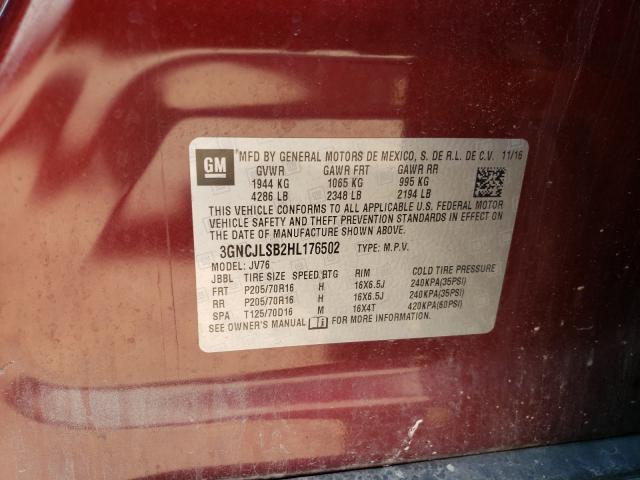 GM
MFD BY GENERAL MOTORS DE MEXICO, S. DE R.L. DE C.V. 11/16
GVWR GAWR FRT GAWR RR
1944 KG 1065 KG 995 KG
4286 LB 2348 LB 2194 LB
THIS VEHICLE CONFORMS TO ALL APPLICABLE U.S. FEDERAL MOTOR
VEHICLE SAFETY AND THEFT PREVENTION STANDARDS IN EFFECT ON
THE DATE OF MANUFACTURE SHOWN ABOVE.
3GNCJLSB2HL176502 TYPE: M.P.V.
MODEL: JV76
JBBL TIRE SIZE SPEED RTG RIM COLD TIRE PRESSURE
FRT P205/70R16 H 16X6.5J 240KPA(35PSI)
RR P205/70R16 H 16X6.5J 240KPA(35PSI)
SPA T125/70D16 M 16X4T 420KPA(60PSI)
SEE OWNER'S MANUAL FOR MORE INFORMATION.